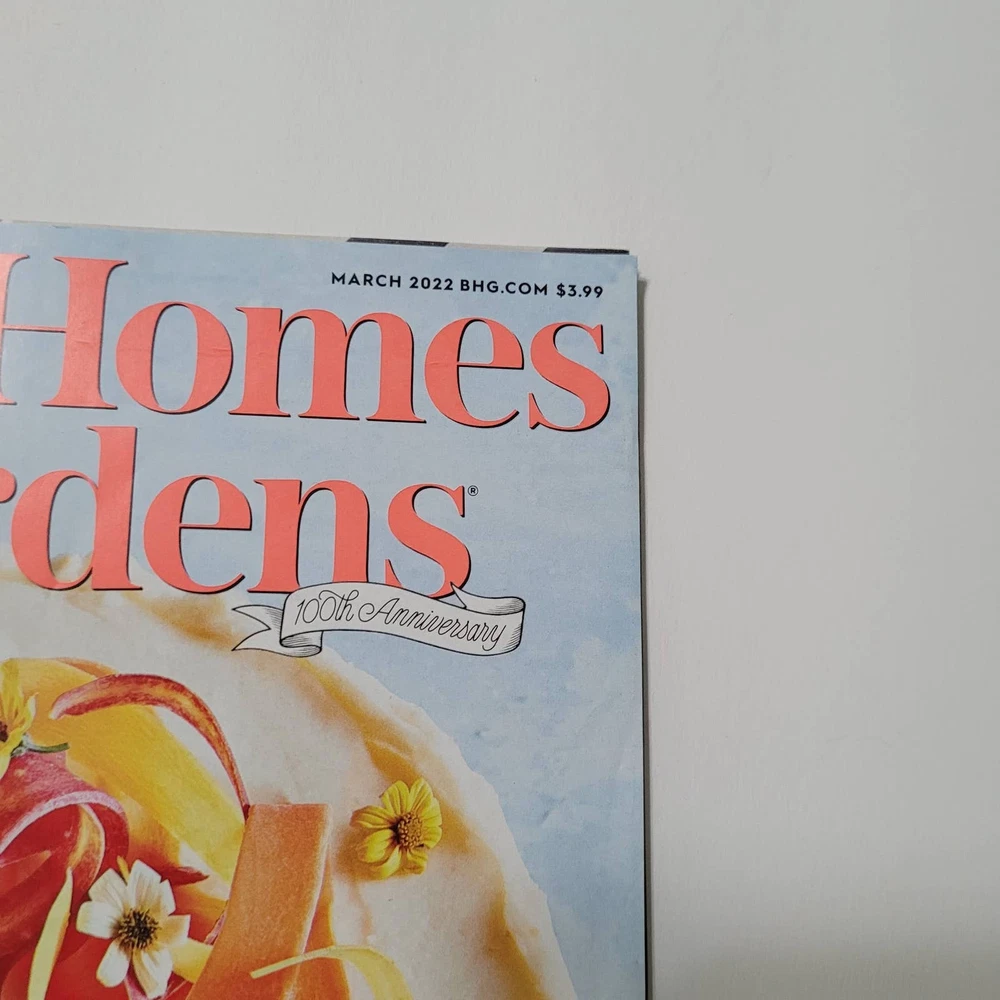 MARCH 2022 BHG.COM $3.99
Homes
rdens®
100th Anniversary